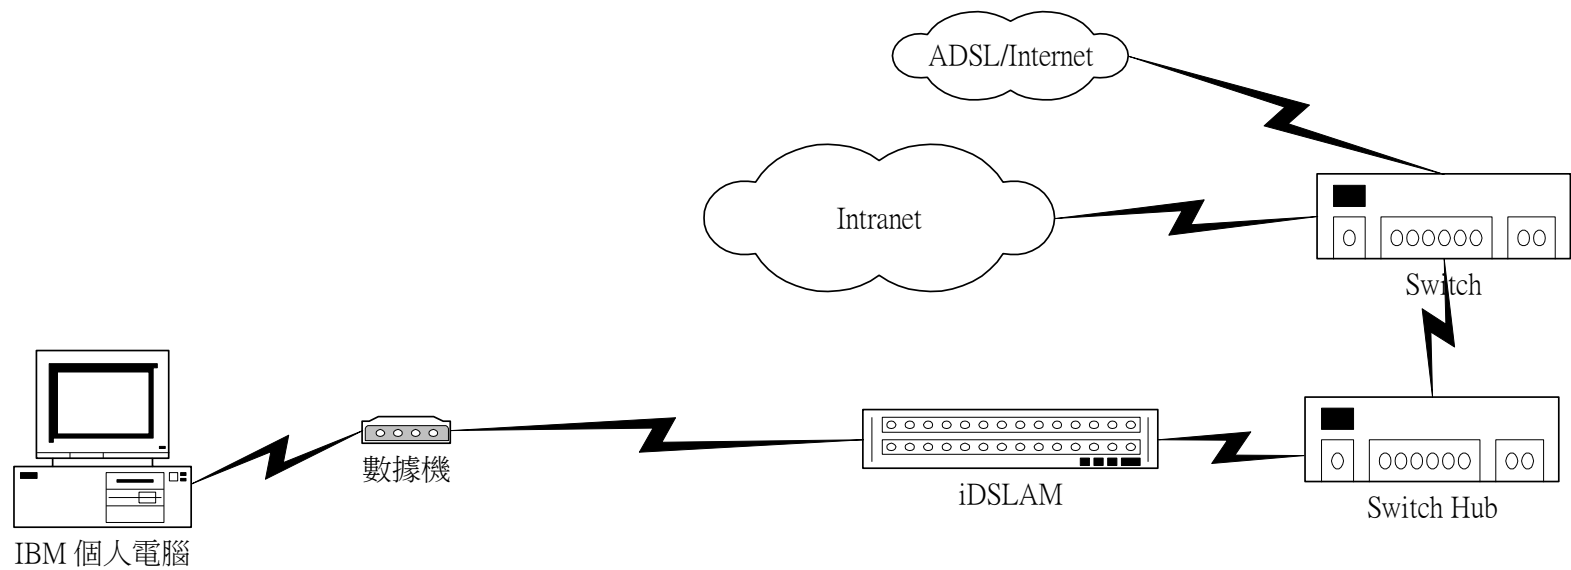 ADSL/Internet
Intranet
Switch
數據機
iDSLAM
Switch Hub
IBM 個人電腦